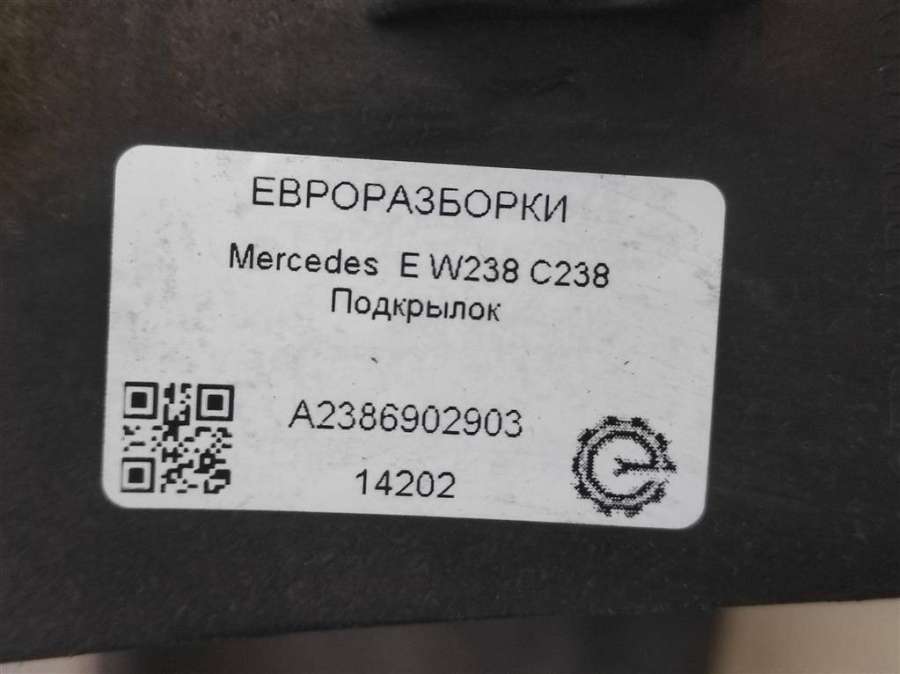 ЕВРОРАЗБОРКИ
Mercedes E W238 C238
Подкрылок
A2386902903
14202